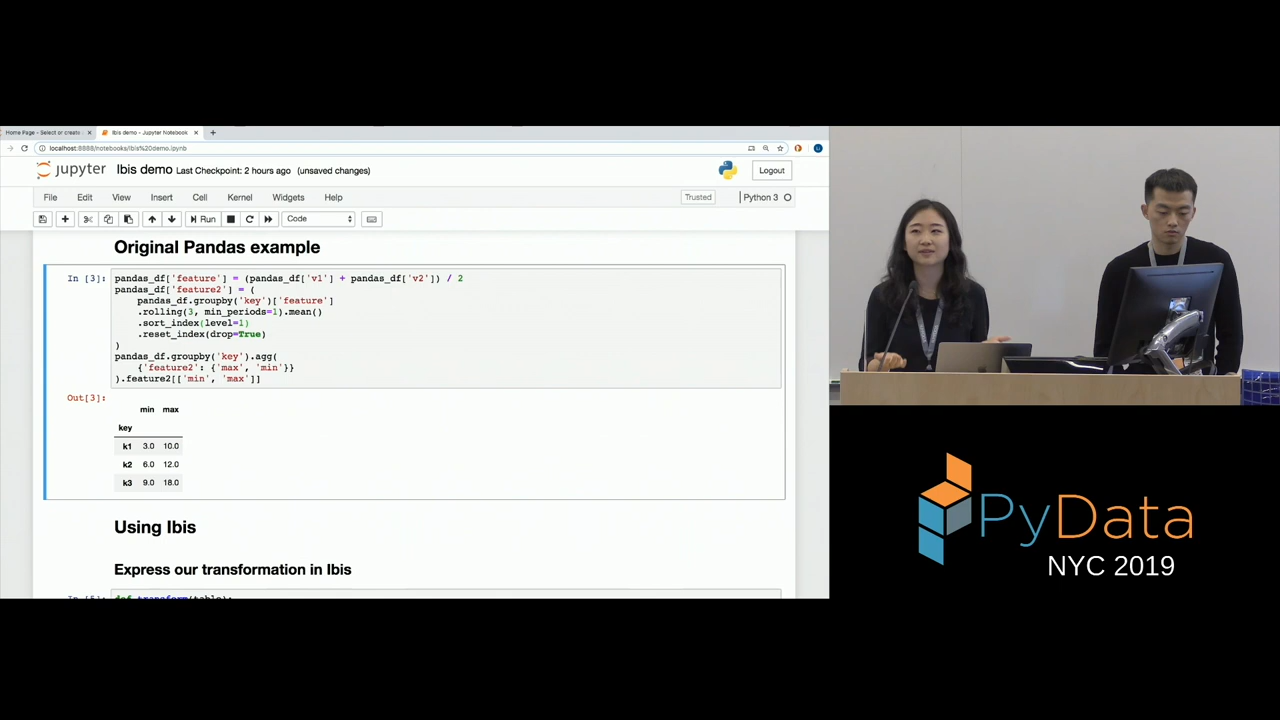 Home Page - Select or create
Ibis demo - Jupyter Notebook
localhost:8888/notebooks/Ibis%20demo.ipynb
jupyter Ibis demo Last Checkpoint: 2 hours ago (unsaved changes)
Logout
File Edit View Insert Cell Kernel Widgets Help
Trusted
Python 3
Run
Code
Original Pandas example
In [3]:
pandas_df['feature'] = (pandas_df['v1'] + pandas_df['v2']) / 2
pandas_df['feature2'] = (
    pandas_df.groupby('key')['feature']
    .rolling(3, min_periods=1).mean()
    .sort_index(level=1)
    .reset_index(drop=True)
)
pandas_df.groupby('key').agg(
    {'feature2': {'max', 'min'}}
).feature2[['min', 'max']]
Out[3]:
min max
key
k1 3.0 10.0
k2 6.0 12.0
k3 9.0 18.0
Using Ibis
Express our transformation in Ibis
In [5]: def transform(table):
PyData
NYC 2019